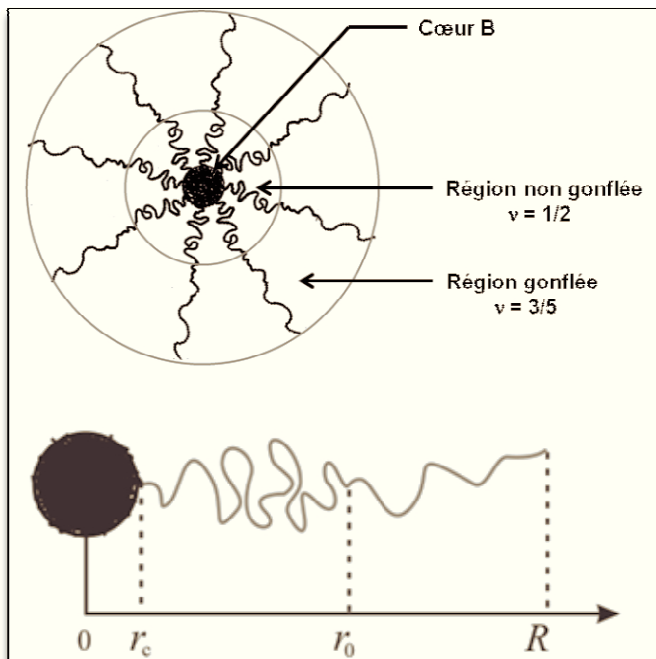 Cœur B
Région non gonflée
ν = 1/2
Région gonflée
ν = 3/5
0 r_c r_0 R